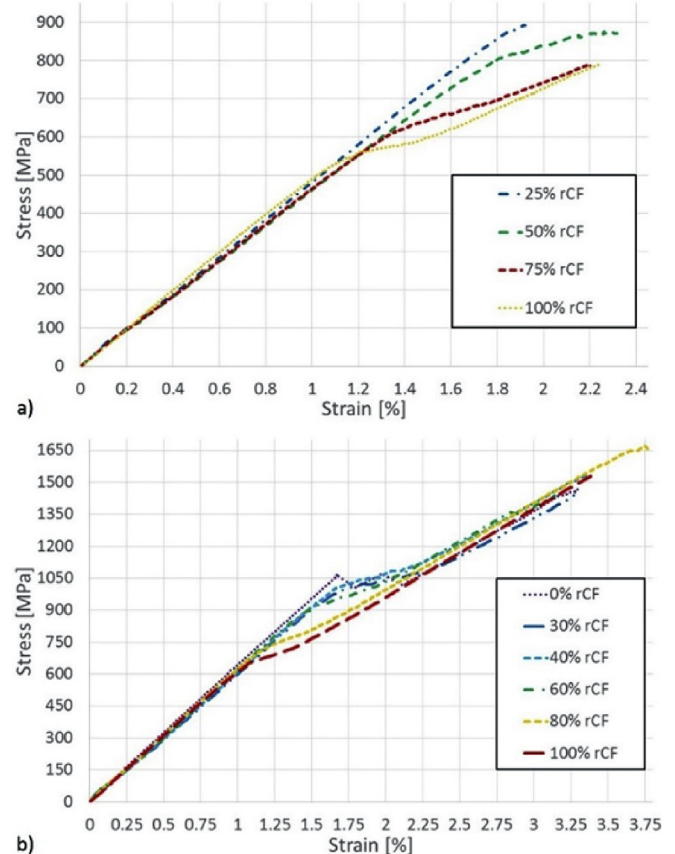 900
800
700
600
500
400
300
200
100
0
Stress [MPa]
25% rCF
50% rCF
75% rCF
100% rCF
0 0.2 0.4 0.6 0.8 1 1.2 1.4 1.6 1.8 2 2.2 2.4
a)
Strain [%]
1650
1500
1350
1200
1050
900
750
600
450
300
150
0
Stress [MPa]
0% rCF
30% rCF
40% rCF
60% rCF
80% rCF
100% rCF
0 0.25 0.5 0.75 1 1.25 1.5 1.75 2 2.25 2.5 2.75 3 3.25 3.5 3.75
b)
Strain [%]